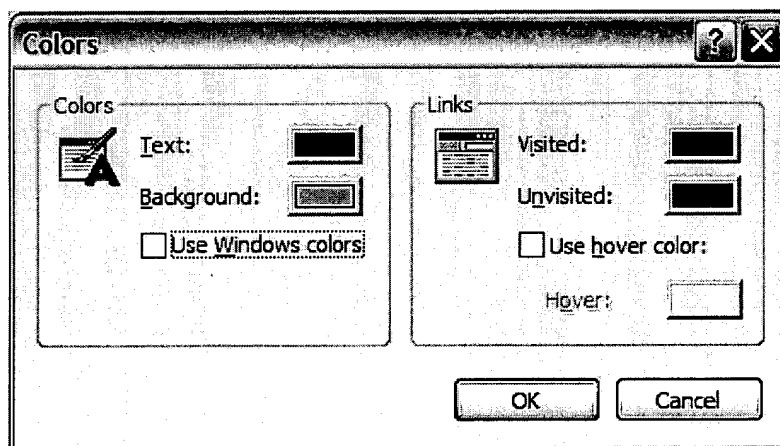 Colors
Colors
Text:
Background:
Use Windows colors
Links
Visited:
Unvisited:
Use hover color:
Hover:
OK
Cancel